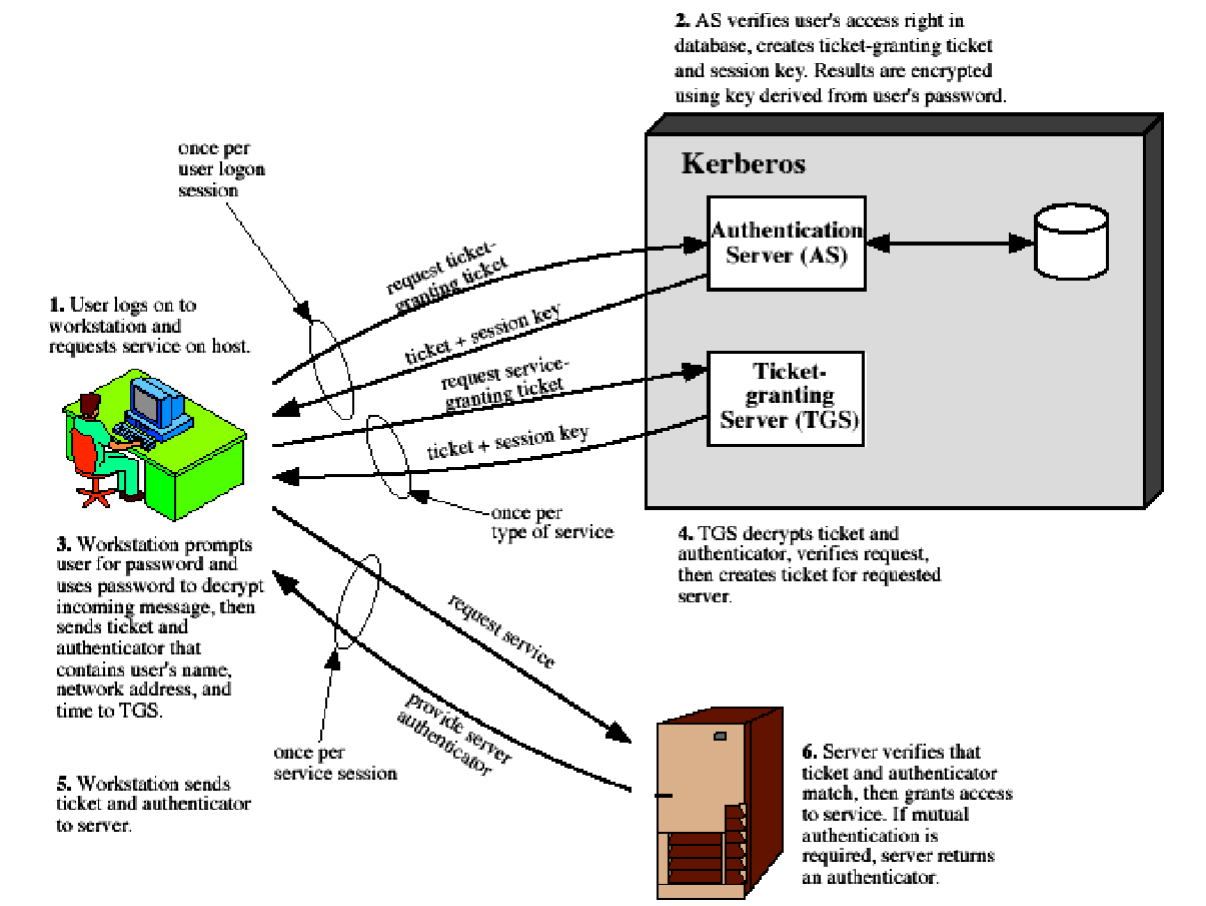 2. AS verifies user's access right in
database, creates ticket-granting ticket
and session key. Results are encrypted
using key derived from user's password.
once per
user logon
session
Kerberos
Authentication
Server (AS)
request ticket-
granting ticket
1. User logs on to
workstation and
requests service on host.
ticket + session key
request service-
granting ticket
Ticket-
granting
Server (TGS)
ticket + session key
once per
type of service
3. Workstation prompts
user for password and
uses password to decrypt
incoming message, then
sends ticket and
authenticator that
contains user's name,
network address, and
time to TGS.
4. TGS decrypts ticket and
authenticator, verifies request,
then creates ticket for requested
server.
request service
provide server
authenticator
once per
service session
5. Workstation sends
ticket and authenticator
to server.
6. Server verifies that
ticket and authenticator
match, then grants access
to service. If mutual
authentication is
required, server returns
an authenticator.